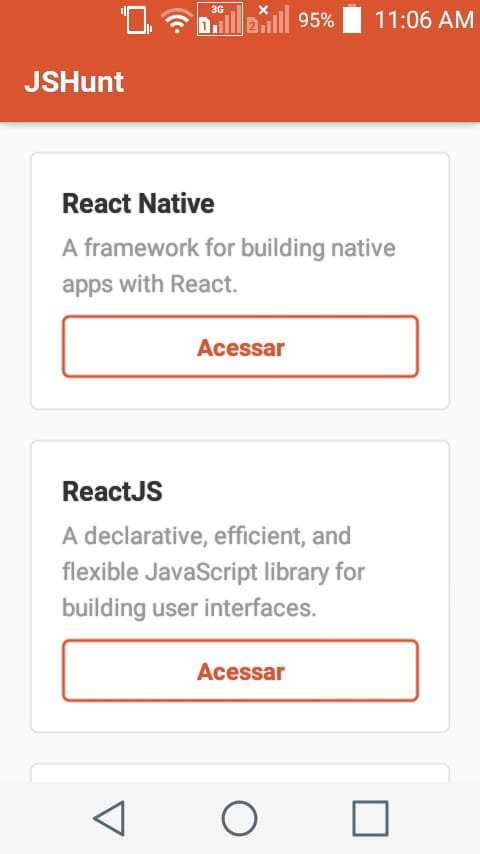 3G 1 2 95% 11:06 AM
JSHunt
React Native
A framework for building native
apps with React.
Acessar
ReactJS
A declarative, efficient, and
flexible JavaScript library for
building user interfaces.
Acessar